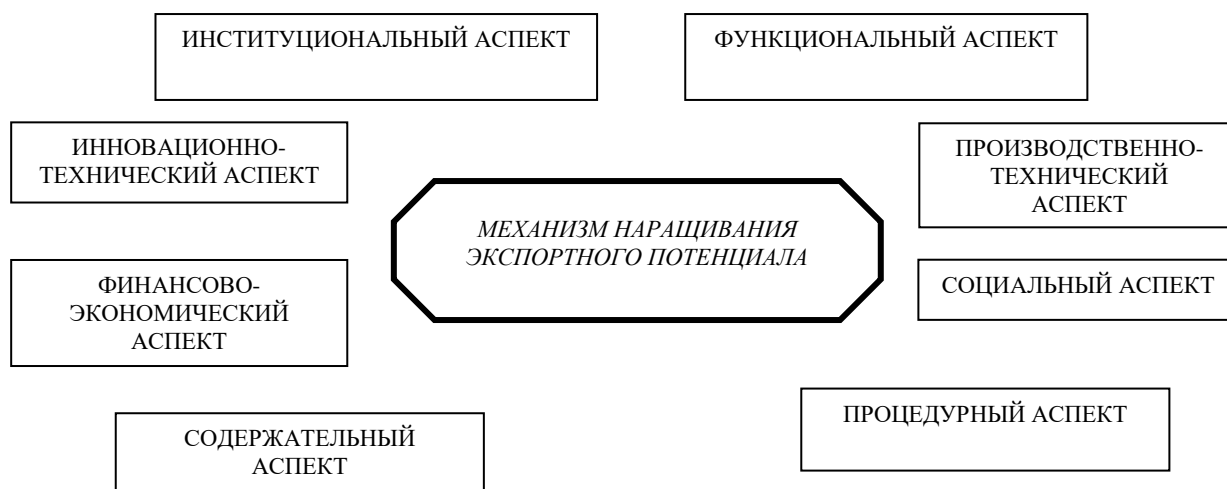 ИНСТИТУЦИОНАЛЬНЫЙ АСПЕКТ
ФУНКЦИОНАЛЬНЫЙ АСПЕКТ
ИННОВАЦИОННО-
ТЕХНИЧЕСКИЙ АСПЕКТ
ПРОИЗВОДСТВЕННО-
ТЕХНИЧЕСКИЙ
АСПЕКТ
МЕХАНИЗМ НАРАЩИВАНИЯ
ЭКСПОРТНОГО ПОТЕНЦИАЛА
ФИНАНСОВО-
ЭКОНОМИЧЕСКИЙ
АСПЕКТ
СОЦИАЛЬНЫЙ АСПЕКТ
СОДЕРЖАТЕЛЬНЫЙ
АСПЕКТ
ПРОЦЕДУРНЫЙ АСПЕКТ